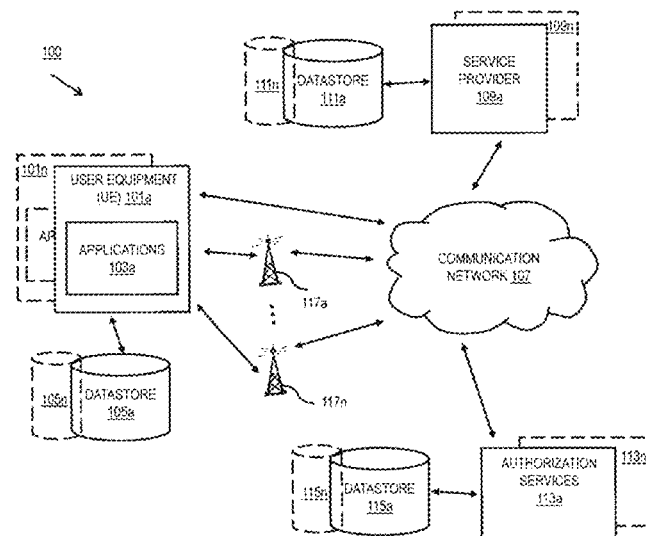 100
109n
SERVICE
PROVIDER
109a
111n
DATASTORE
111a
101n
USER EQUIPMENT
(UE) 101a
AP
APPLICATIONS
103a
117a
COMMUNICATION
NETWORK 107
105n
DATASTORE
105a
117n
113n
AUTHORIZATION
SERVICES
113a
115n
DATASTORE
115a